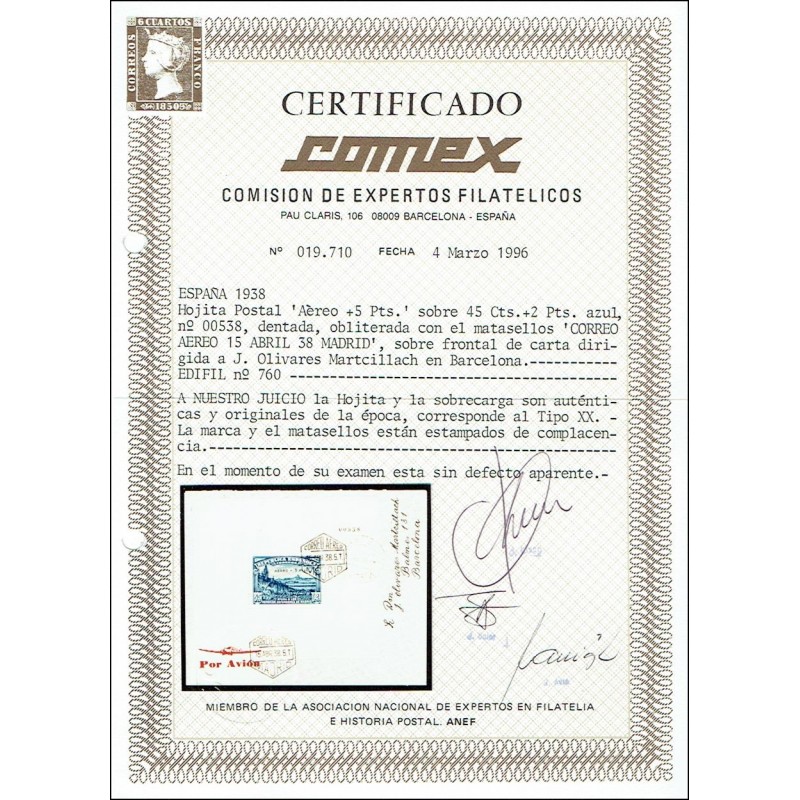 6 CUARTOS
CORREOS
FRANCO
1850
CERTIFICADO
comex
COMISION DE EXPERTOS FILATELICOS
PAU CLARIS, 106 08009 BARCELONA - ESPAÑA
Nº 019.710 FECHA 4 Marzo 1996
ESPAÑA 1938
Hojita Postal 'Aèreo +5 Pts.' sobre 45 Cts.+2 Pts. azul,
nº 00538, dentada, obliterada con el matasellos 'CORREO
AEREO 15 ABRIL 38 MADRID', sobre frontal de carta diri-
gida a J. Olivares Martcillach en Barcelona.-----------
EDIFIL nº 760 -----------------------------------------
A NUESTRO JUICIO la Hojita y la sobrecarga son auténti-
cas y originales de la época, corresponde al Tipo XX. -
La marca y el matasellos están estampados de complacen-
cia.---------------------------------------------------
En el momento de su examen esta sin defecto aparente.-
CORREO AEREO
Balmes 131
Barcelona
Por Avión
MIEMBRO DE LA ASOCIACION NACIONAL DE EXPERTOS EN FILATELIA
E HISTORIA POSTAL. ANEF